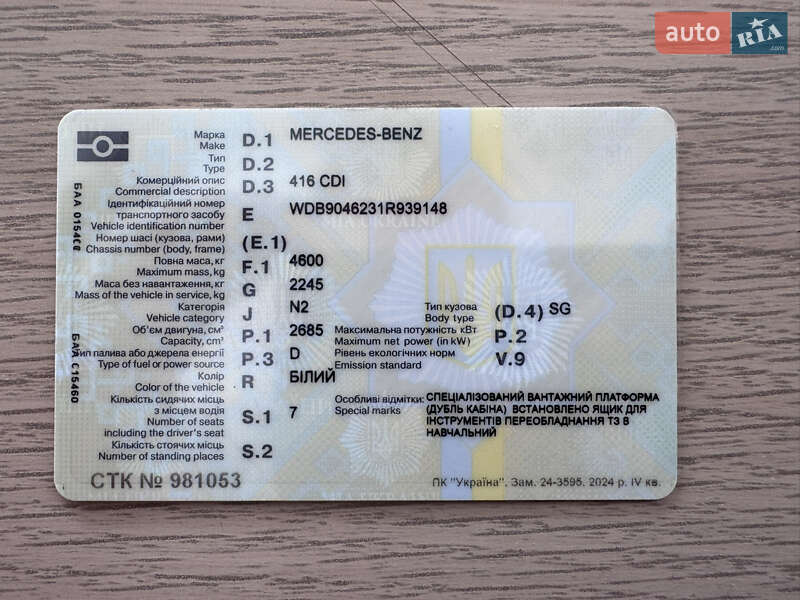 auto RIA
Марка D.1 MERCEDES-BENZ
Make
Тип D.2
Type
Комерційний опис D.3 416 CDI
Commercial description
Ідентифікаційний номер
транспортного засобу E WDB9046231R939148
Vehicle identification number
Номер шасі (кузова, рами) (E.1)
Chassis number (body, frame)
Повна маса, кг F.1 4600
Maximum mass, kg
Маса без навантаження, кг G 2245
Mass of the vehicle in service, kg
Категорія J N2 Тип кузова (D.4) SG
Vehicle category Body type
Об'єм двигуна, см³ P.1 2685 Максимальна потужність кВт P.2
Capacity, cm³ Maximum net power (in kW)
Тип палива або джерела енергії P.3 D Рівень екологічних норм V.9
Type of fuel or power source Emission standard
Колір R БІЛИЙ
Color of the vehicle
Кількість сидячих місць Особливі відмітки: СПЕЦІАЛІЗОВАНИЙ ВАНТАЖНИЙ ПЛАТФОРМА
з місцем водія S.1 7 Special marks (ДУБЛЬ КАБІНА) ВСТАНОВЛЕНО ЯЩИК ДЛЯ
Number of seats ІНСТРУМЕНТІВ ПЕРЕОБЛАДНАННЯ ТЗ В
including the driver's seat НАВЧАЛЬНИЙ
Кількість стоячих місць S.2
Number of standing places
СТК № 981053
ПК "Україна". Зам. 24-3595. 2024 р. IV кв.